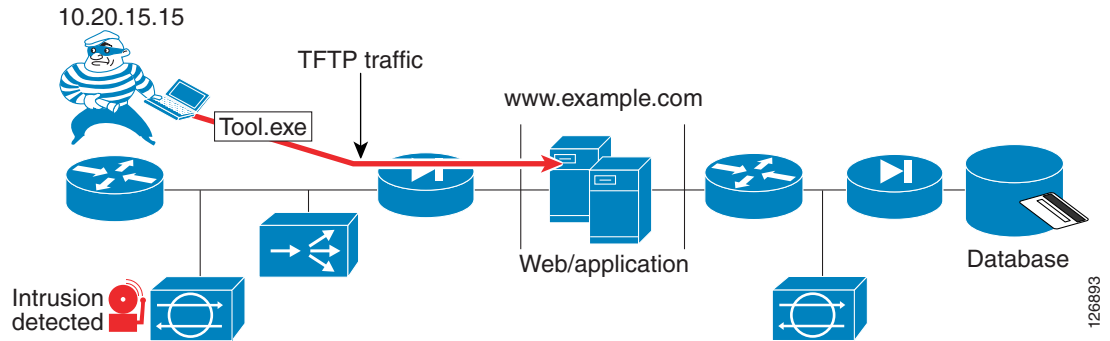 10.20.15.15
TFTP traffic
www.example.com
Tool.exe
Web/application
Database
Intrusion
detected
126893